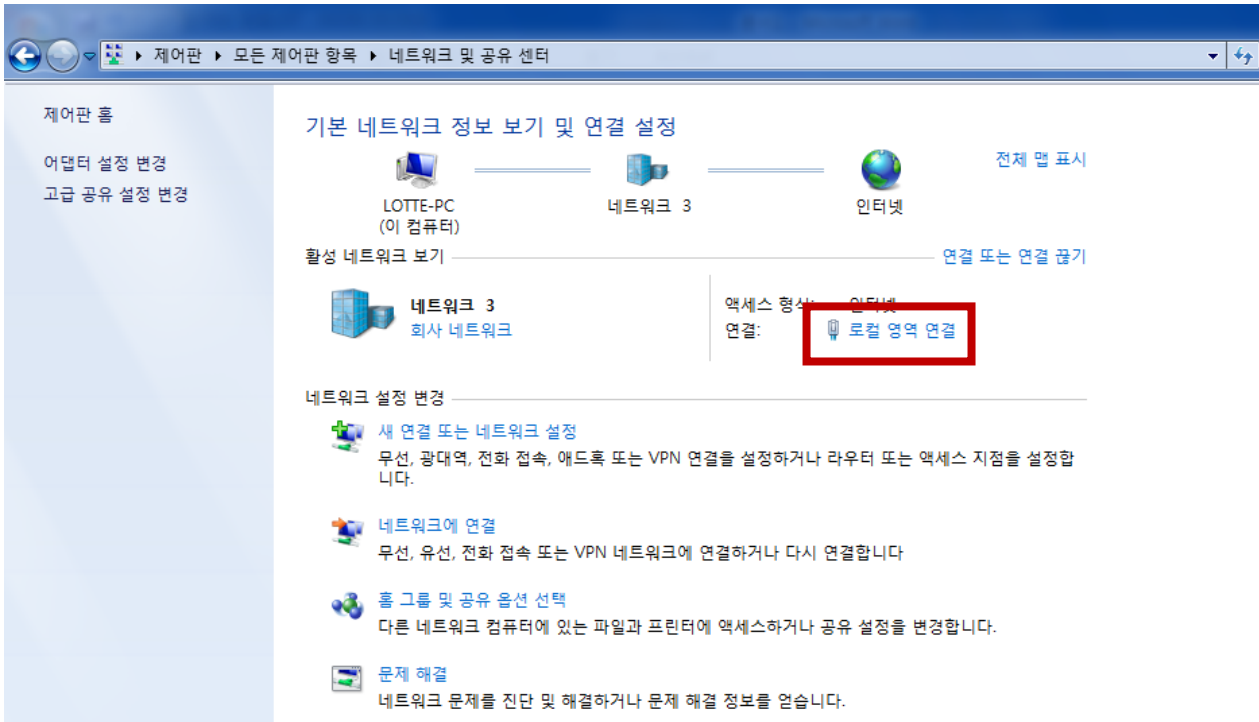 제어판 ▸ 모든 제어판 항목 ▸ 네트워크 및 공유 센터
제어판 홈
어댑터 설정 변경
고급 공유 설정 변경
기본 네트워크 정보 보기 및 연결 설정
전체 맵 표시
LOTTE-PC
(이 컴퓨터)
네트워크 3
인터넷
활성 네트워크 보기
연결 또는 연결 끊기
네트워크 3
회사 네트워크
액세스 형식: 인터넷
연결: 로컬 영역 연결
네트워크 설정 변경
새 연결 또는 네트워크 설정
무선, 광대역, 전화 접속, 애드혹 또는 VPN 연결을 설정하거나 라우터 또는 액세스 지점을 설정합
니다.
네트워크에 연결
무선, 유선, 전화 접속 또는 VPN 네트워크에 연결하거나 다시 연결합니다
홈 그룹 및 공유 옵션 선택
다른 네트워크 컴퓨터에 있는 파일과 프린터에 액세스하거나 공유 설정을 변경합니다.
문제 해결
네트워크 문제를 진단 및 해결하거나 문제 해결 정보를 얻습니다.